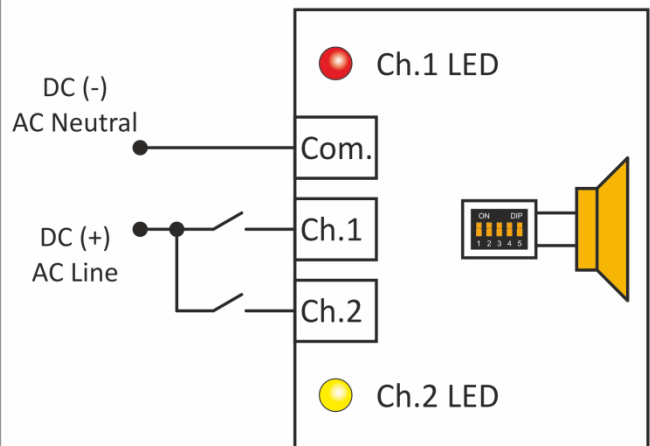 Ch.1 LED
DC (-)
AC Neutral
Com.
DC (+)
AC Line
Ch.1
ON DIP
1 2 3 4 5
Ch.2
Ch.2 LED